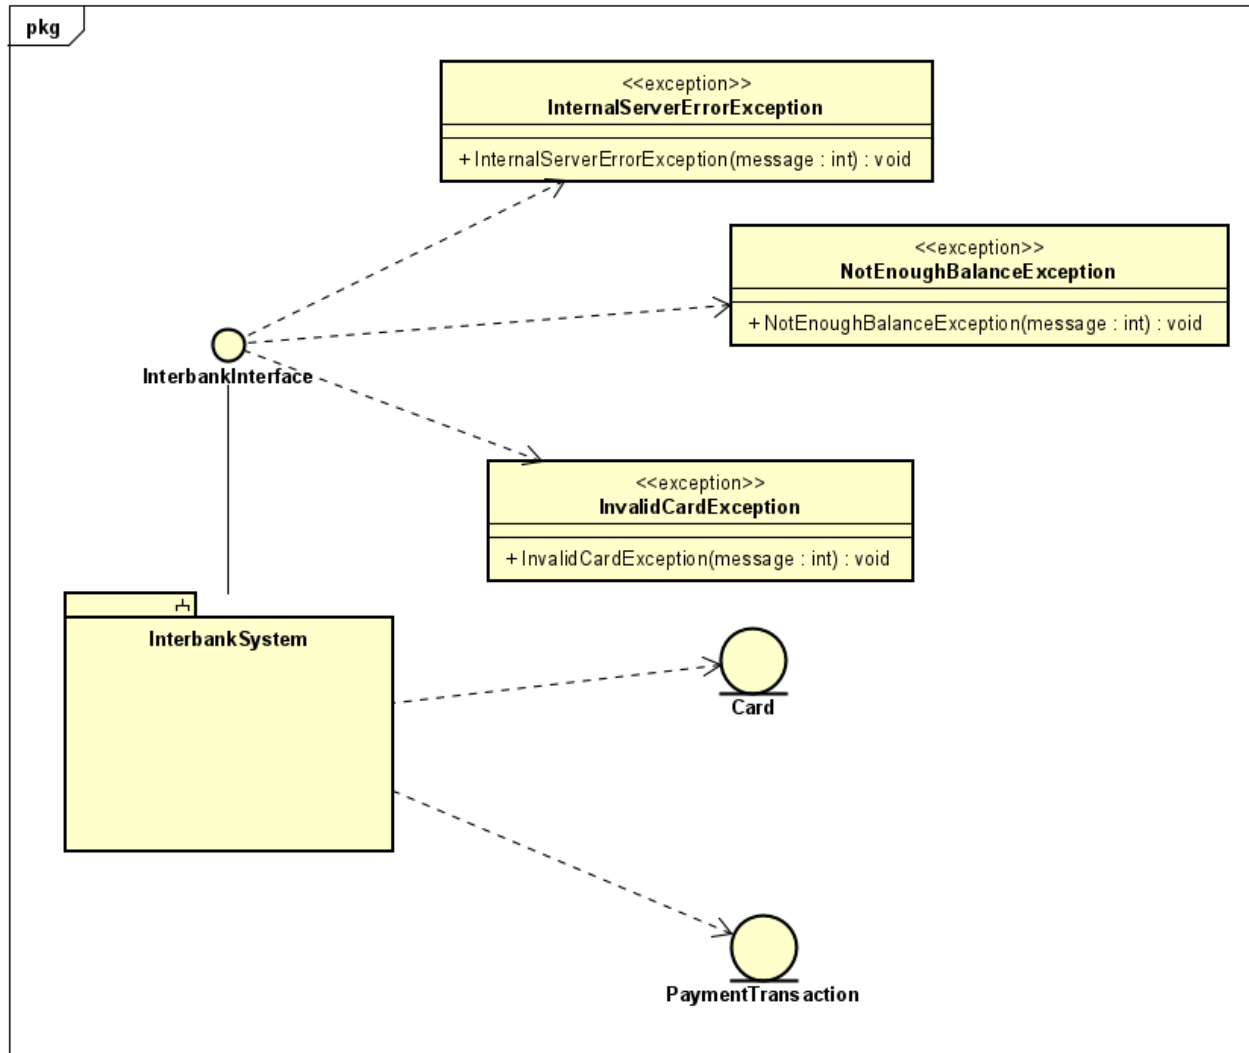 pkg
<<exception>>
InternalServerErrorException
+ InternalServerErrorException(message : int) : void
<<exception>>
NotEnoughBalanceException
+ NotEnoughBalanceException(message : int) : void
InterbankInterface
<<exception>>
InvalidCardException
+ InvalidCardException(message : int) : void
InterbankSystem
Card
PaymentTransaction